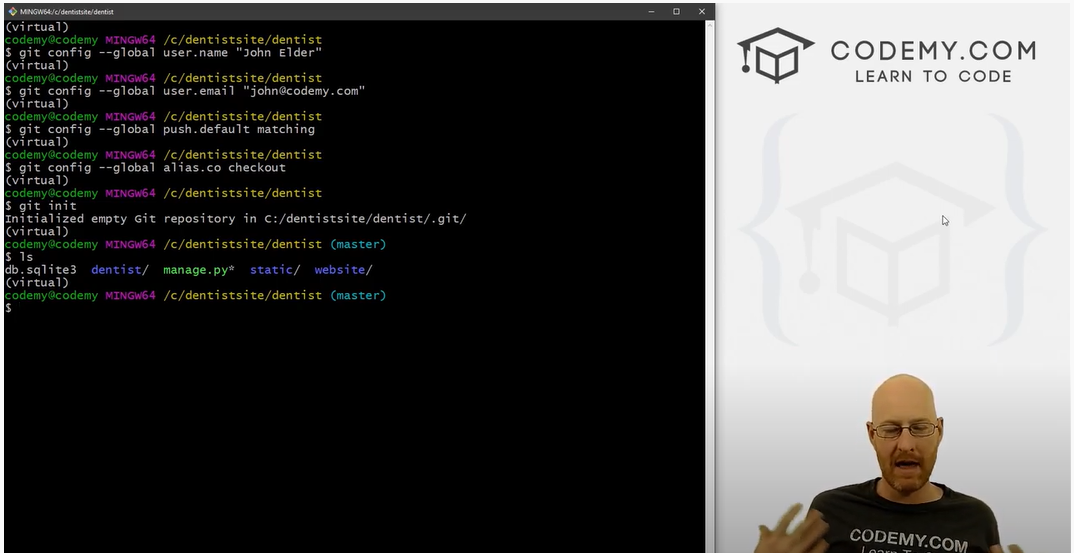 MINGW64:/c/dentistsite/dentist
(virtual)
codemy@codemy MINGW64 /c/dentistsite/dentist
$ git config --global user.name "John Elder"
(virtual)
codemy@codemy MINGW64 /c/dentistsite/dentist
$ git config --global user.email "john@codemy.com"
(virtual)
codemy@codemy MINGW64 /c/dentistsite/dentist
$ git config --global push.default matching
(virtual)
codemy@codemy MINGW64 /c/dentistsite/dentist
$ git config --global alias.co checkout
(virtual)
codemy@codemy MINGW64 /c/dentistsite/dentist
$ git init
Initialized empty Git repository in C:/dentistsite/dentist/.git/
(virtual)
codemy@codemy MINGW64 /c/dentistsite/dentist (master)
$ ls
db.sqlite3 dentist/ manage.py* static/ website/
(virtual)
codemy@codemy MINGW64 /c/dentistsite/dentist (master)
$
CODEMY.COM
LEARN TO CODE
CODEMY.COM
Learn